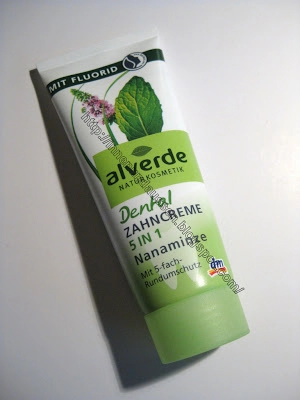 MIT FLUORID
alverde
NATURKOSMETIK
Dental
ZAHNCREME
5 IN 1
Nanaminze
Mit 5-fach-
Rundumschutz
dm